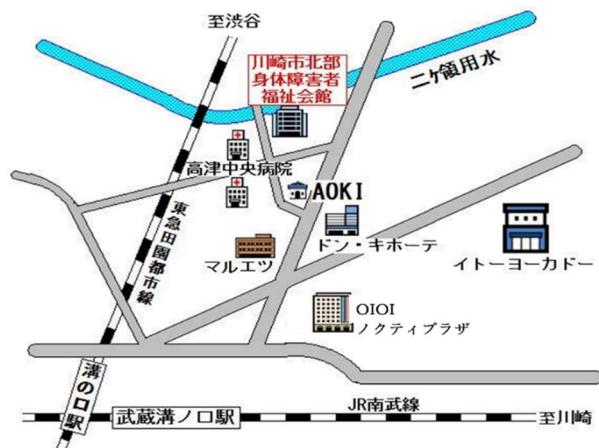 至渋谷
川崎市北部
身体障害者
福祉会館
二ケ領用水
高津中央病院
AOKI
東急田園都市線
ドン・キホーテ
マルエツ
イトーヨーカドー
OIOI
ノクティプラザ
溝の口駅
武蔵溝ノ口駅
JR南武線
至川崎